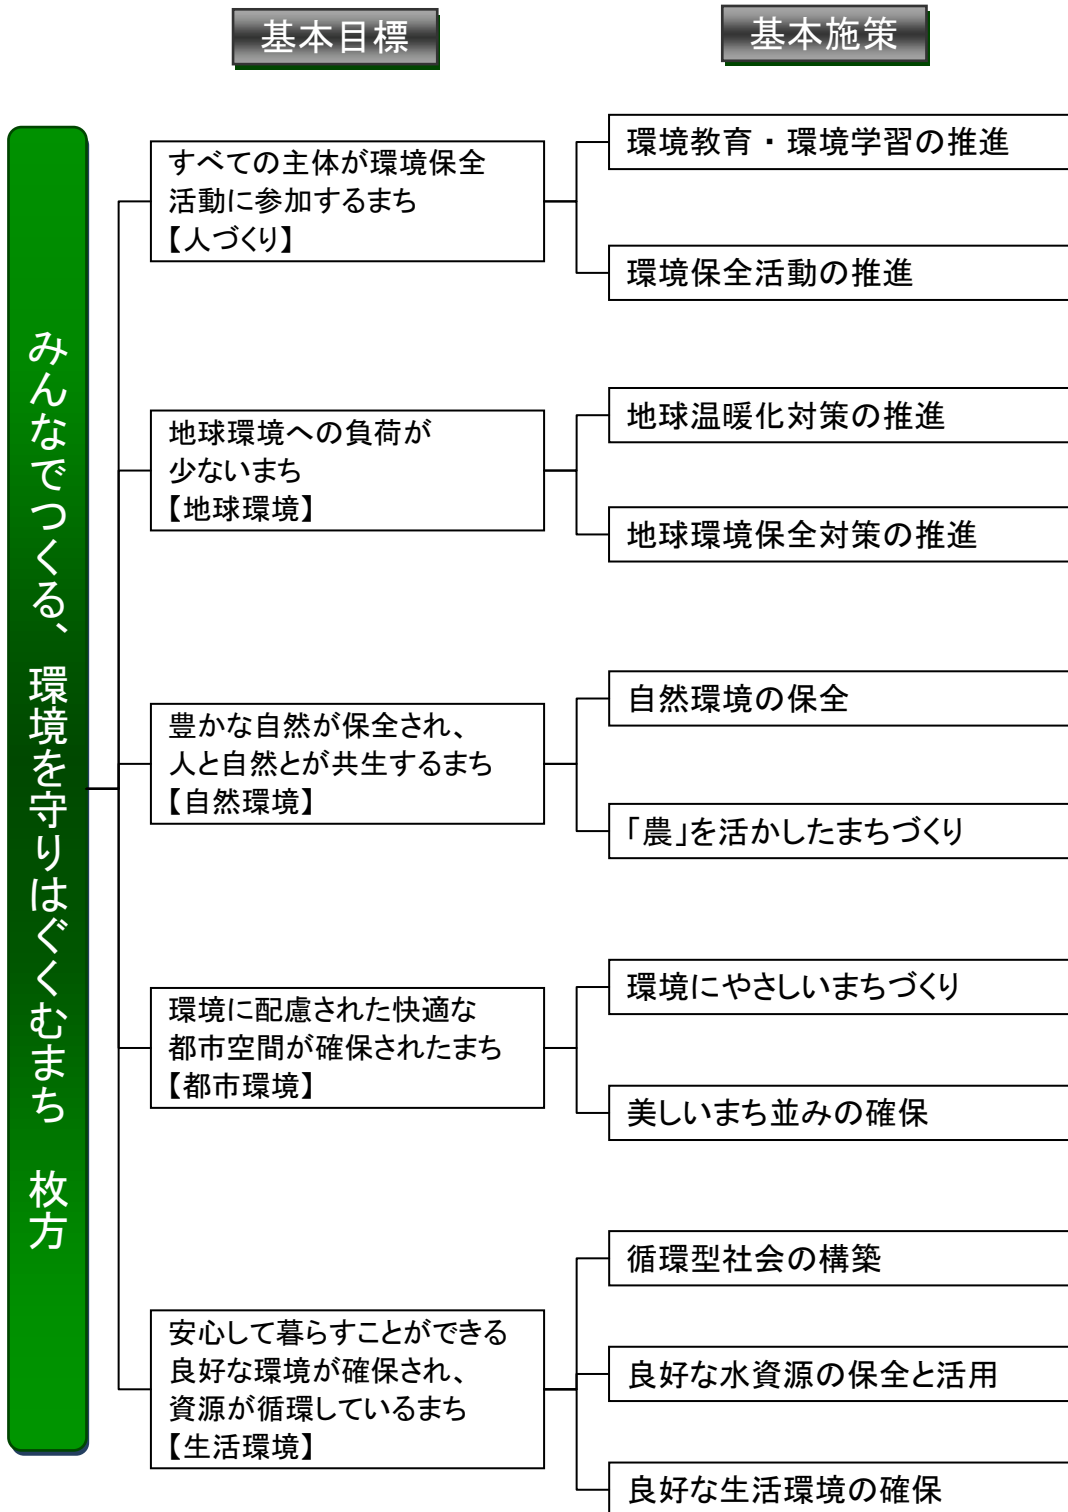 基本目標
基本施策
みんなでつくる、環境を守りはぐくむまち　枚方
すべての主体が環境保全
活動に参加するまち
【人づくり】
環境教育・環境学習の推進
環境保全活動の推進
地球環境への負荷が
少ないまち
【地球環境】
地球温暖化対策の推進
地球環境保全対策の推進
豊かな自然が保全され、
人と自然とが共生するまち
【自然環境】
自然環境の保全
「農」を活かしたまちづくり
環境に配慮された快適な
都市空間が確保されたまち
【都市環境】
環境にやさしいまちづくり
美しいまち並みの確保
安心して暮らすことができる
良好な環境が確保され、
資源が循環しているまち
【生活環境】
循環型社会の構築
良好な水資源の保全と活用
良好な生活環境の確保